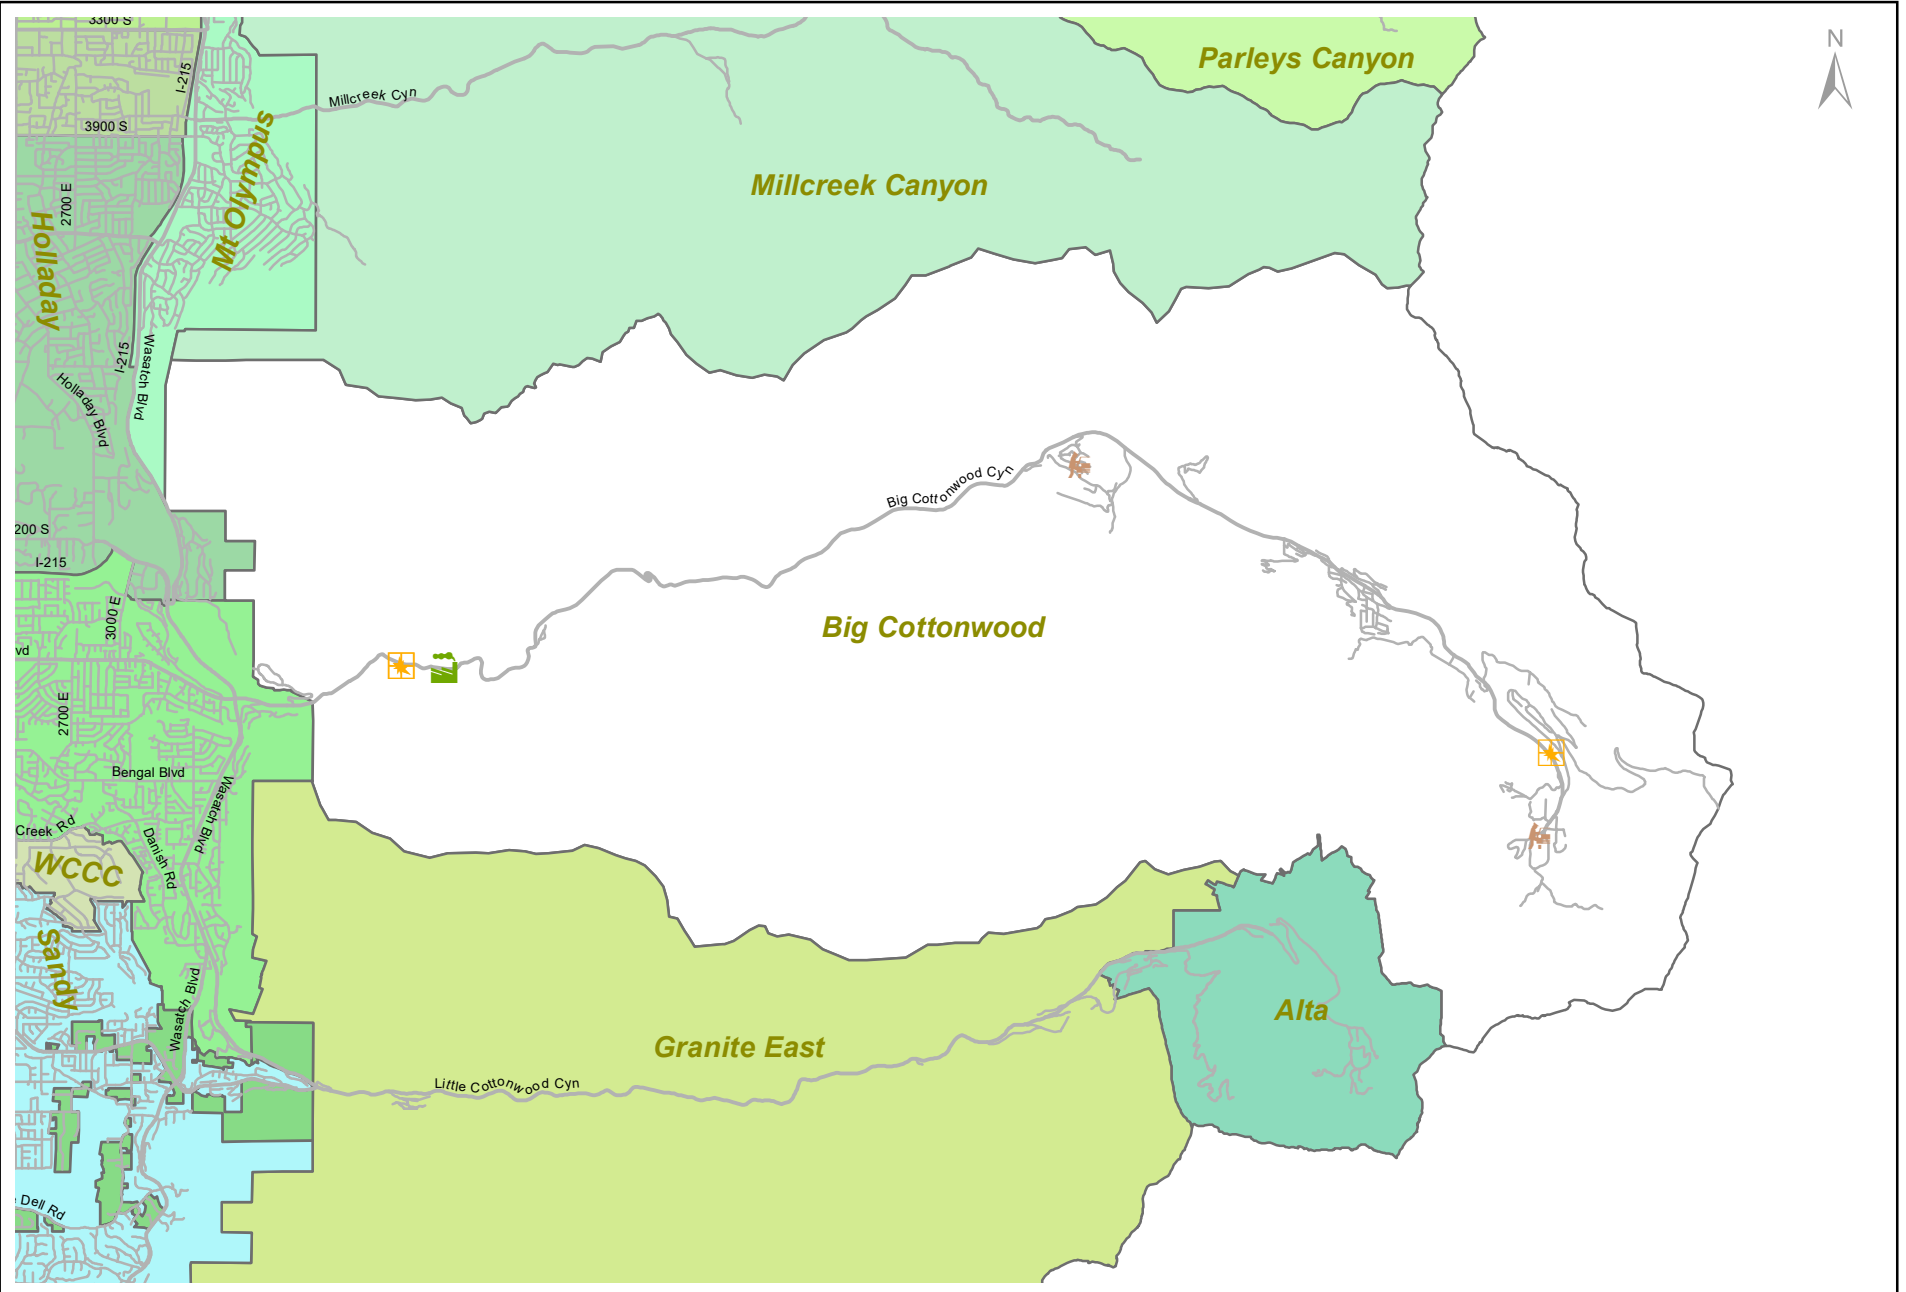 3300 S
Parleys Canyon
N
I-215
Millcreek Cyn
3900 S
Mt Olympus
Millcreek Canyon
2700 E
Holladay
I-215
Wasatch Blvd
Holladay Blvd
Big Cottonwood Cyn
200 S
I-215
3000 E
Big Cottonwood
vd
2700 E
Bengal Blvd
Wasatch Blvd
Creek Rd
Danish Rd
WCCC
Sandy
Wasatch Blvd
Alta
Granite East
Little Cottonwood Cyn
Dell Rd